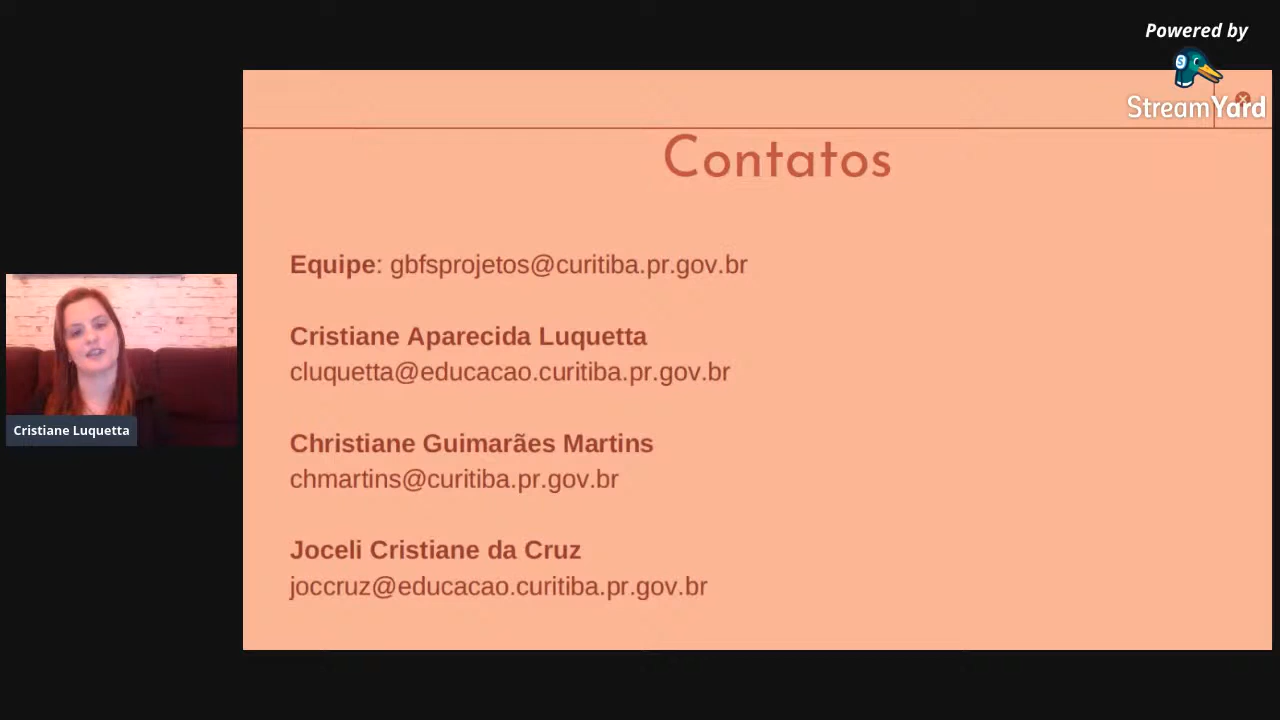 Powered by
StreamYard
Contatos
Equipe: gbfsprojetos@curitiba.pr.gov.br
Cristiane Aparecida Luquetta
cluquetta@educacao.curitiba.pr.gov.br
Christiane Guimarães Martins
chmartins@curitiba.pr.gov.br
Joceli Cristiane da Cruz
joccruz@educacao.curitiba.pr.gov.br
Cristiane Luquetta